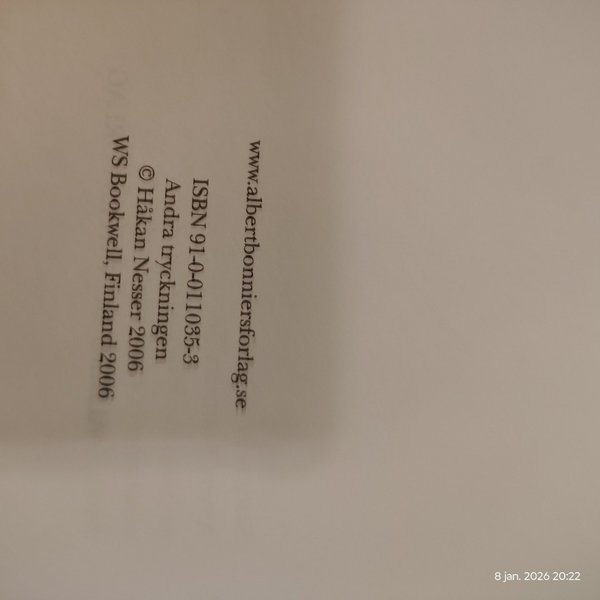 www.albertbonniersforlag.se
ISBN 91-0-011035-3
Andra tryckningen
© Håkan Nesser 2006
WS Bookwell, Finland 2006
8 jan. 2026 20:22